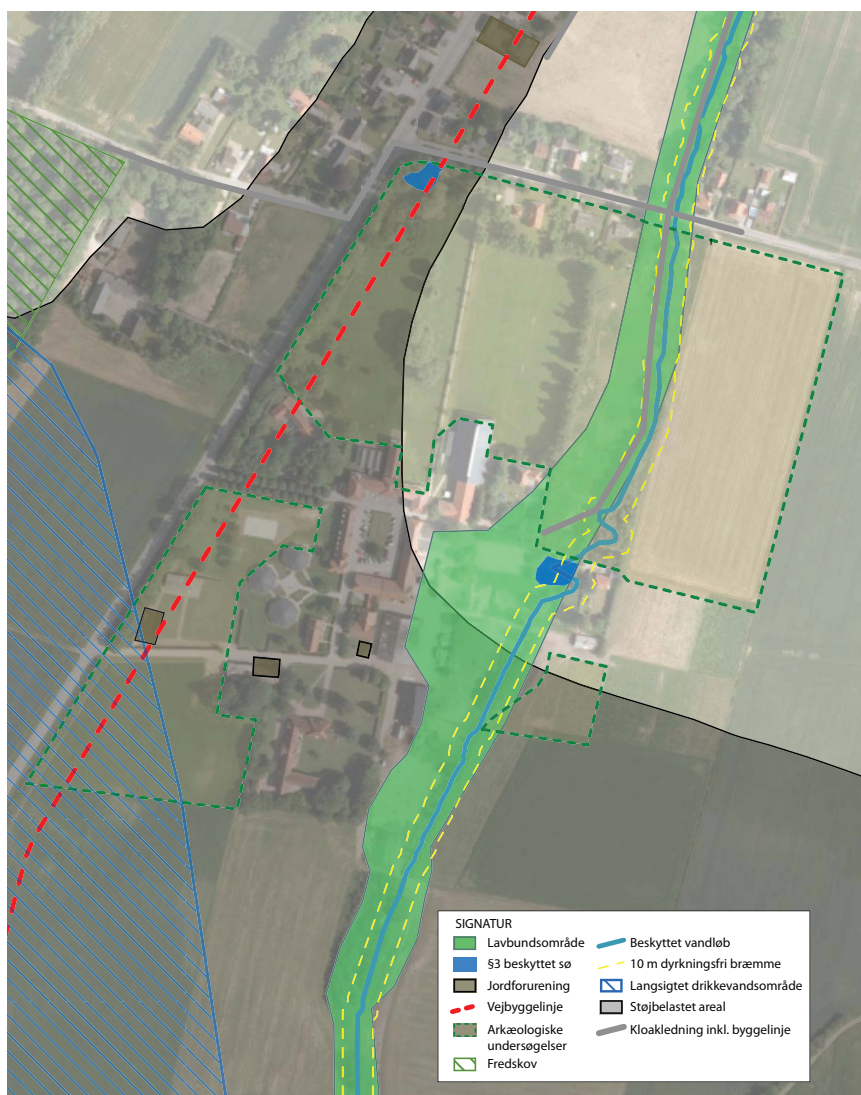 SIGNATUR
Lavbundsområde
§3 beskyttet sø
Jordforurening
Vejbyggelinje
Arkæologiske
undersøgelser
Fredskov
Beskyttet vandløb
10 m dyrkningsfri bræmme
Langsigtet drikkevandsområde
Støjbelastet areal
Kloakledning inkl. byggelinje